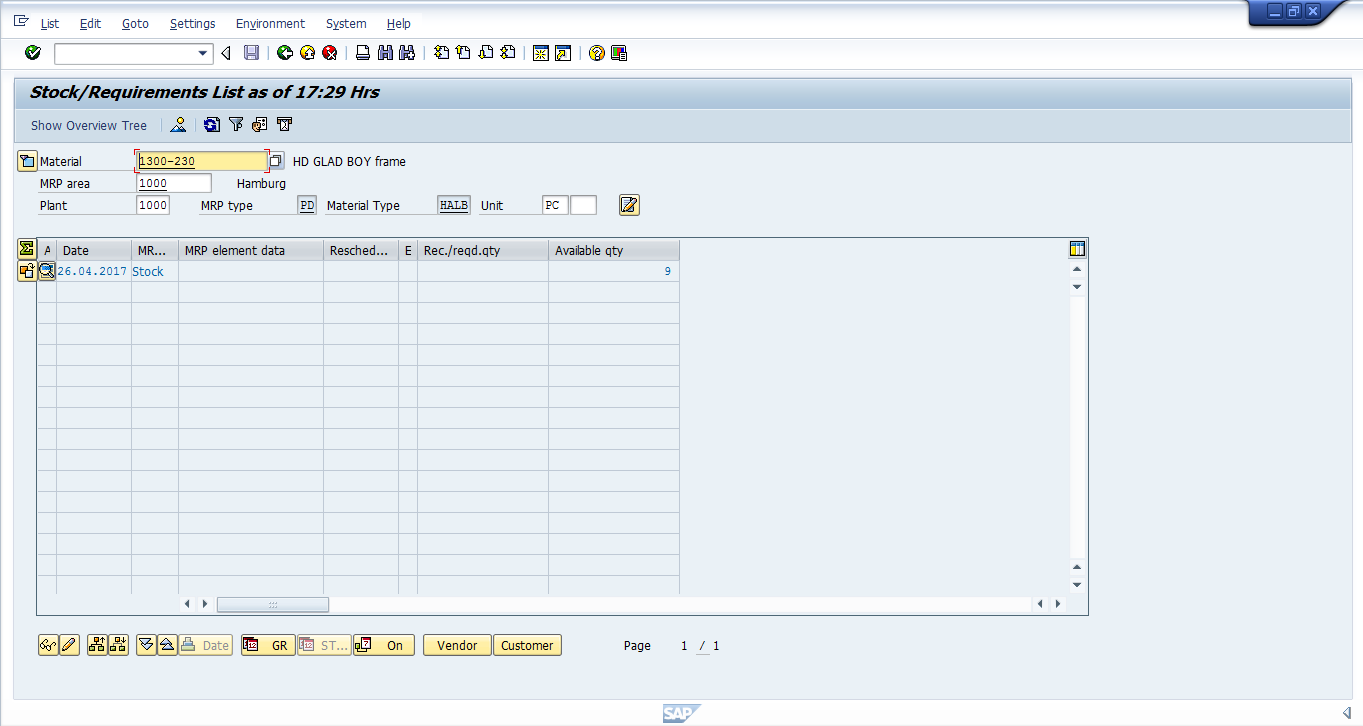 List Edit Goto Settings Environment System Help
Stock/Requirements List as of 17:29 Hrs
Show Overview Tree
Material 1300-230 HD GLAD BOY frame
MRP area 1000 Hamburg
Plant 1000 MRP type PD Material Type HALB Unit PC
A Date MR... MRP element data Resched... E Rec./reqd.qty Available qty
26.04.2017 Stock 9
Date GR ST... On Vendor Customer Page 1 / 1
SAP